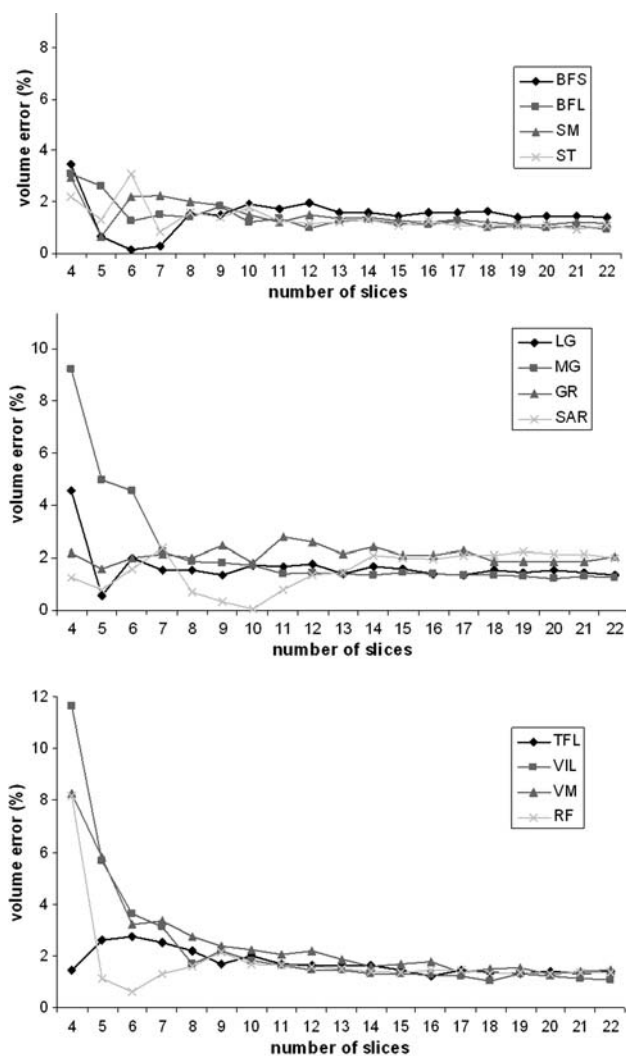 volume error (%)
8
6
4
2
0
BFS
BFL
SM
ST
4 5 6 7 8 9 10 11 12 13 14 15 16 17 18 19 20 21 22
number of slices
volume error (%)
10
8
6
4
2
0
LG
MG
GR
SAR
4 5 6 7 8 9 10 11 12 13 14 15 16 17 18 19 20 21 22
number of slices
volume error (%)
12
10
8
6
4
2
0
TFL
VIL
VM
RF
4 5 6 7 8 9 10 11 12 13 14 15 16 17 18 19 20 21 22
number of slices